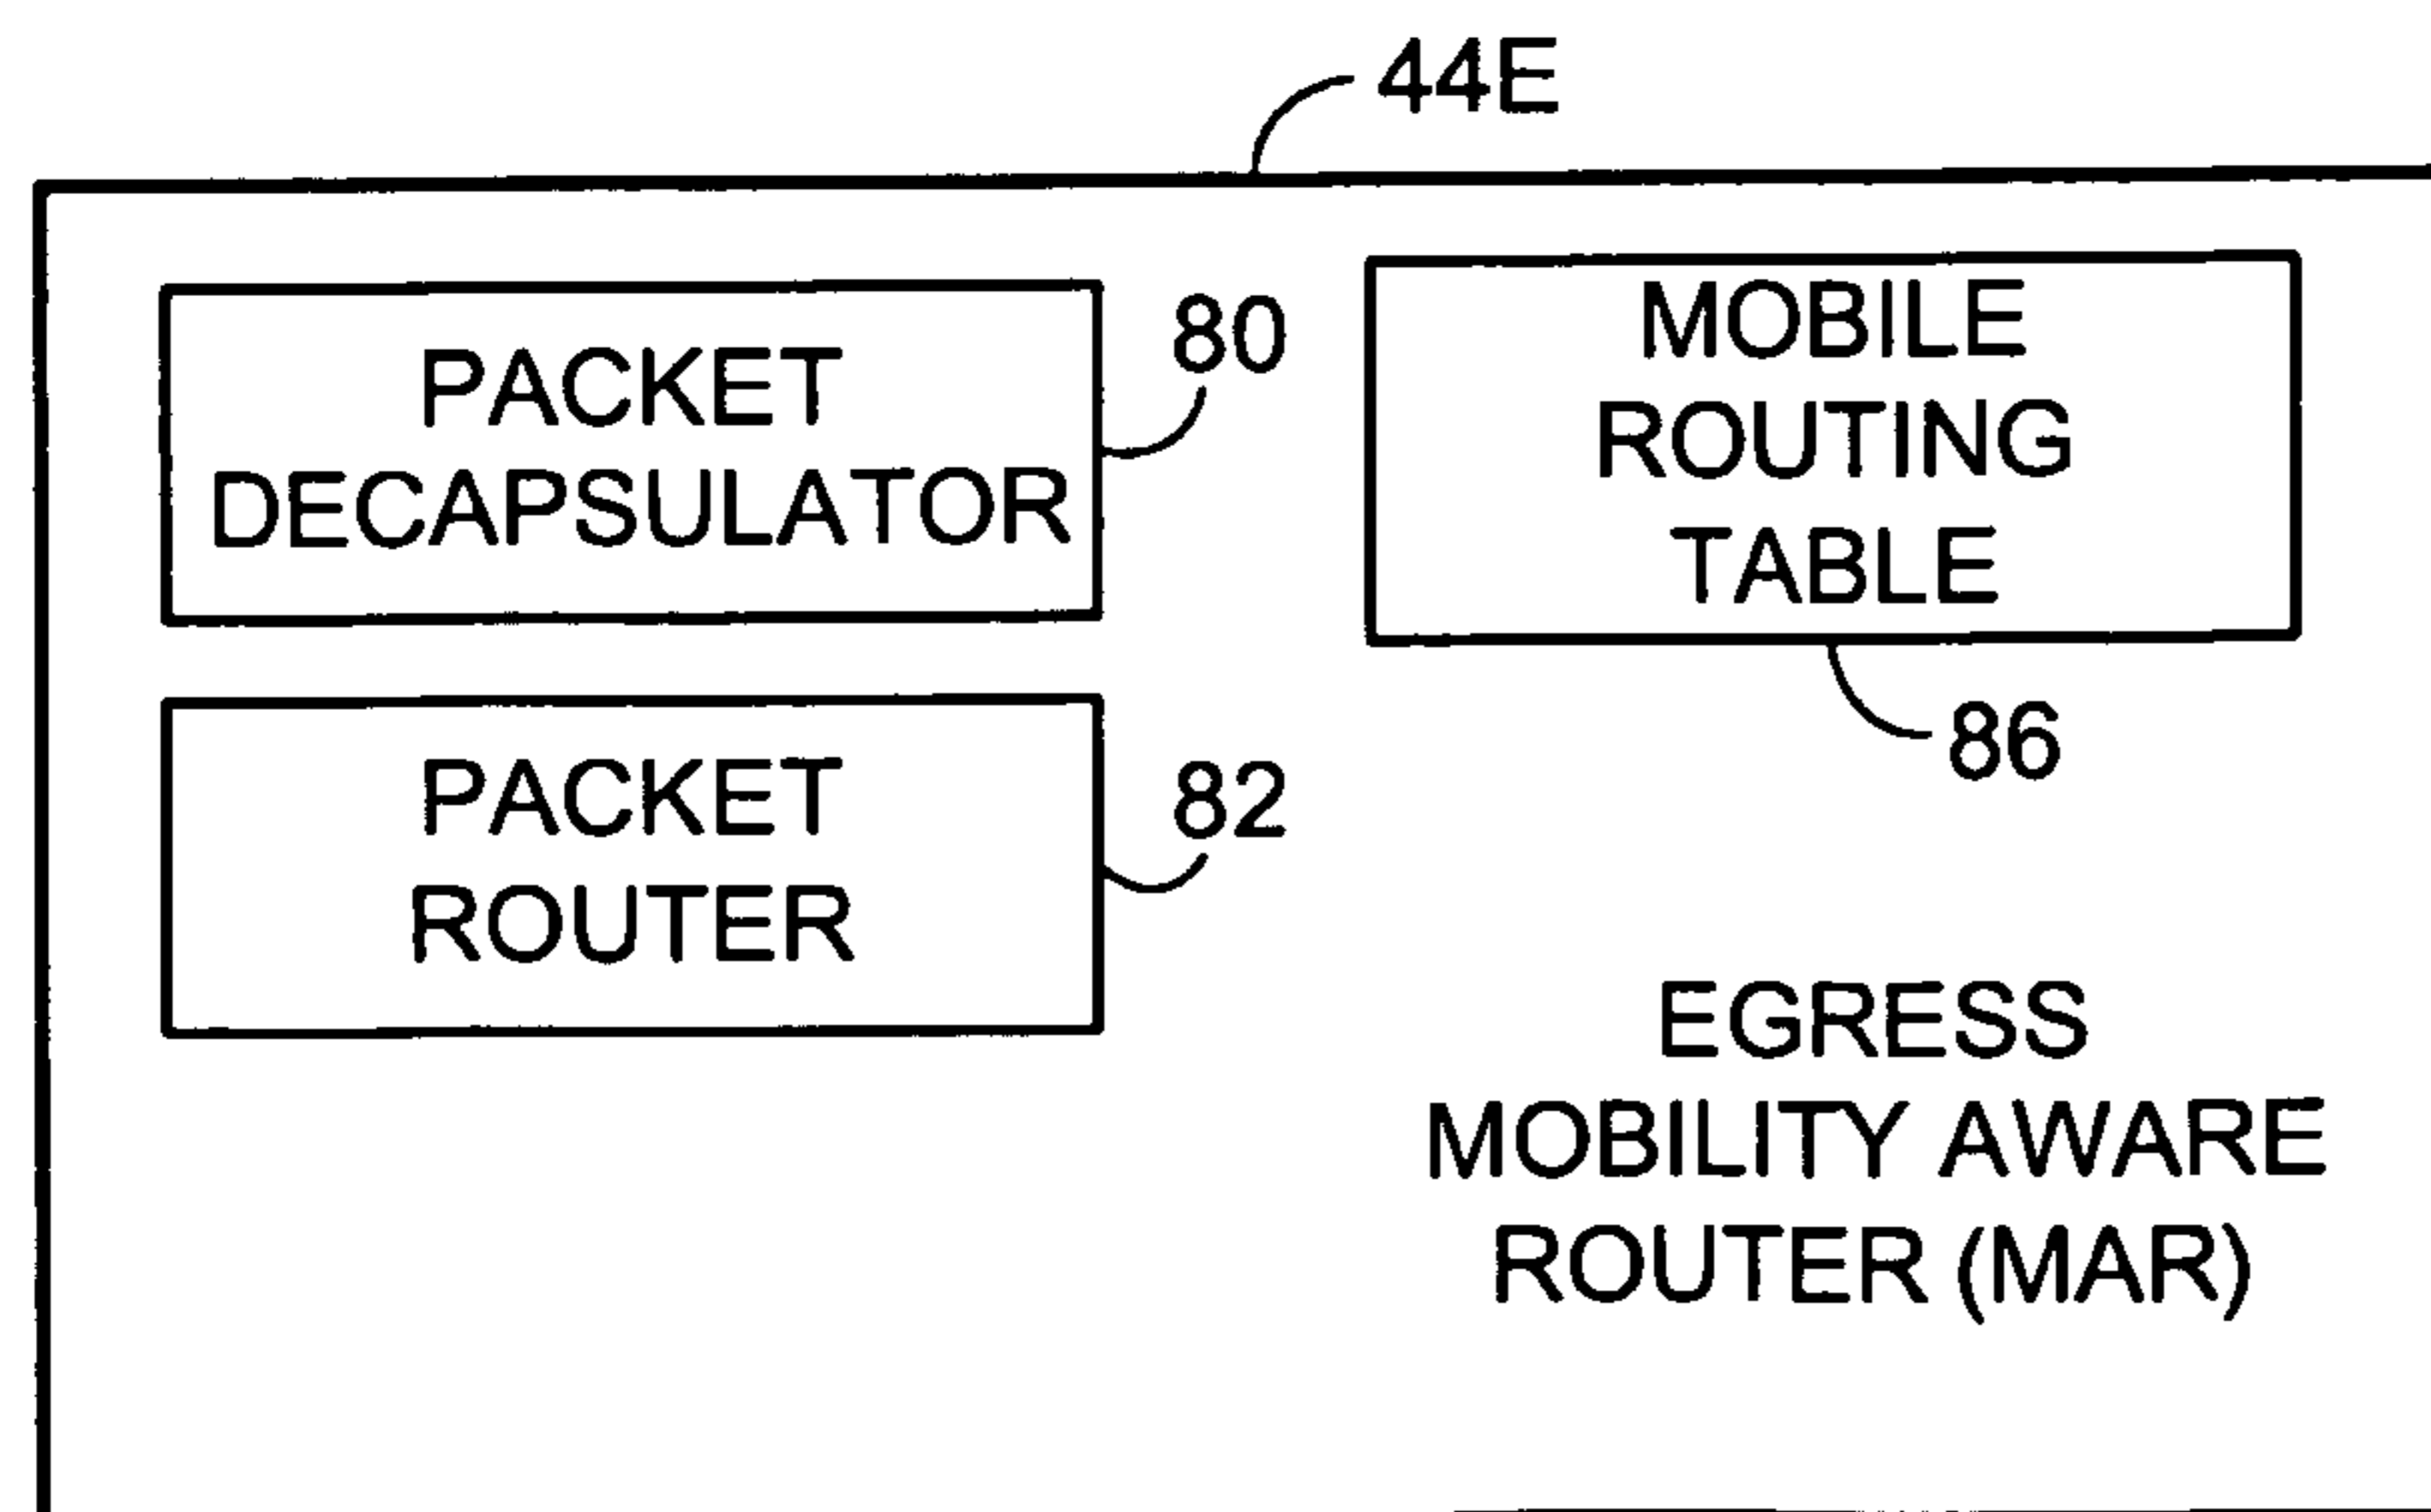 44E
PACKET
DECAPSULATOR
80
MOBILE
ROUTING
TABLE
86
PACKET
ROUTER
82
EGRESS
MOBILITY AWARE
ROUTER (MAR)